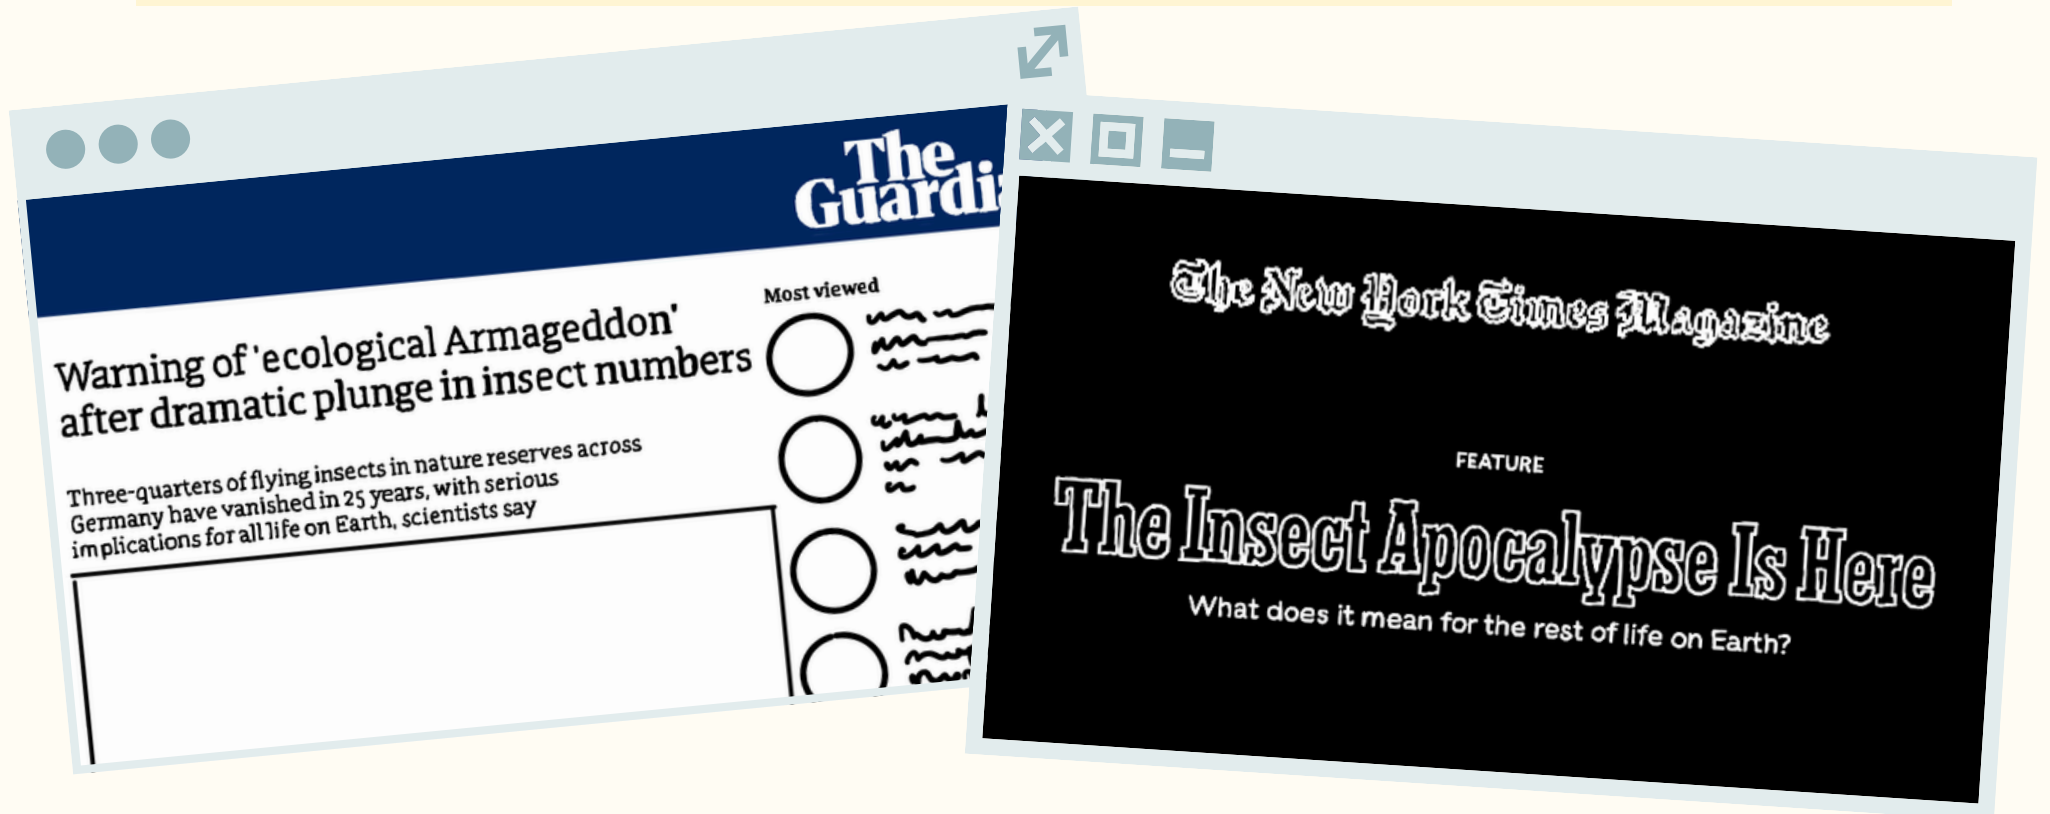 The
Guardi
Most viewed
Warning of 'ecological Armageddon'
after dramatic plunge in insect numbers
Three-quarters of flying insects in nature reserves across
Germany have vanished in 25 years, with serious
implications for all life on Earth, scientists say
The New York Times Magazine
FEATURE
The Insect Apocalypse Is Here
What does it mean for the rest of life on Earth?